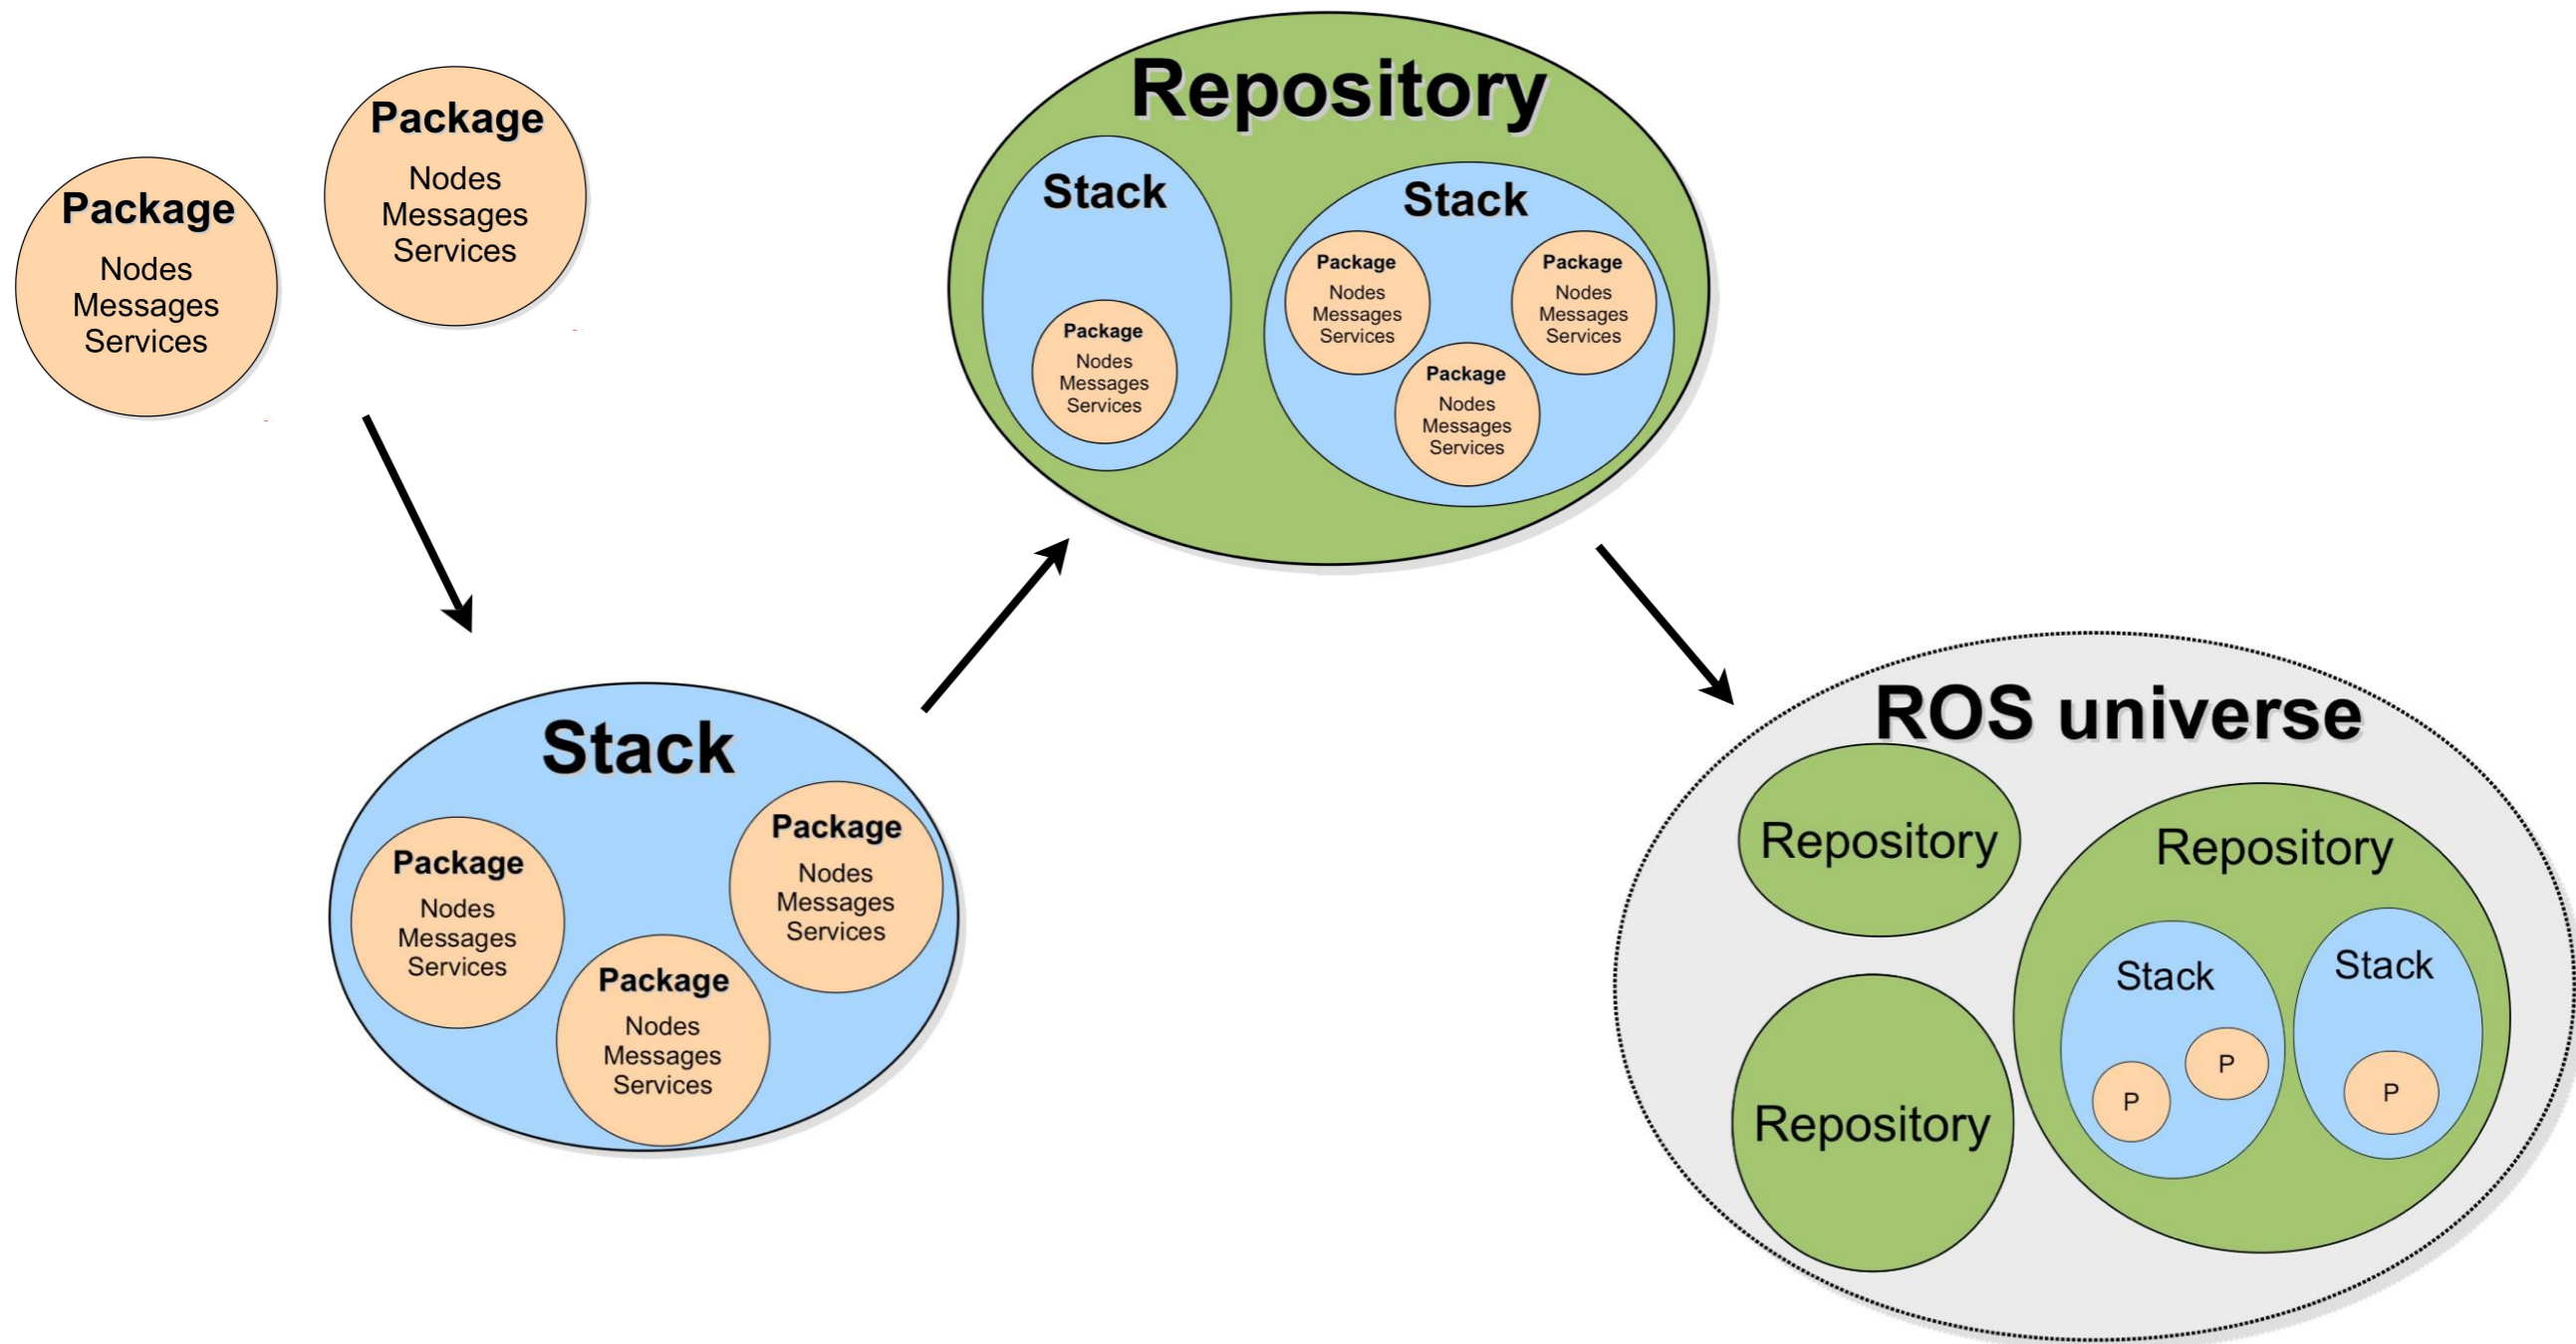 Package
Nodes
Messages
Services
Package
Nodes
Messages
Services
Stack
Package
Nodes
Messages
Services
Package
Nodes
Messages
Services
Package
Nodes
Messages
Services
Repository
Stack
Package
Nodes
Messages
Services
Stack
Package
Nodes
Messages
Services
Package
Nodes
Messages
Services
Package
Nodes
Messages
Services
ROS universe
Repository
Repository
Repository
Stack
P
P
Stack
P